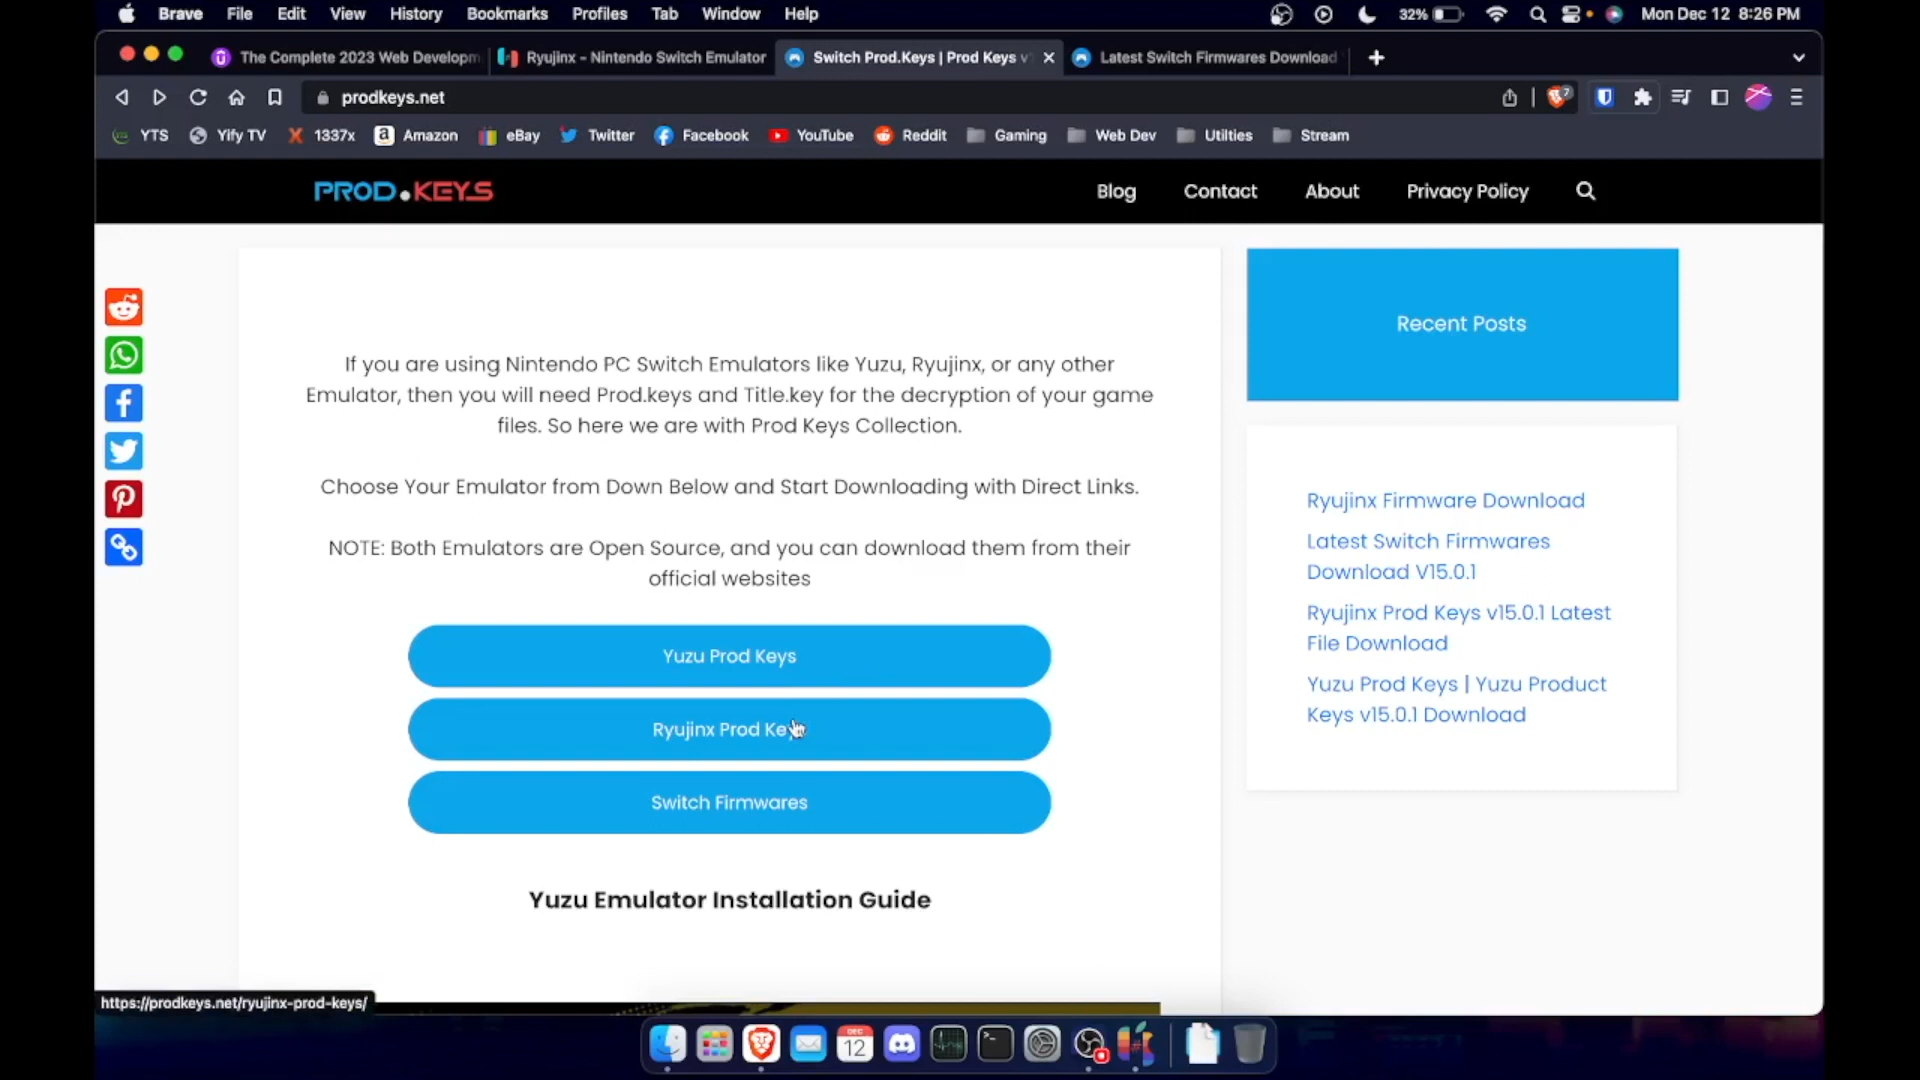 Brave File Edit View History Bookmarks Profiles Tab Window Help 32% Mon Dec 12 8:26 PM
The Complete 2023 Web Developm Ryujinx - Nintendo Switch Emulator Switch Prod.Keys | Prod Keys v Latest Switch Firmwares Download
prodkeys.net
YTS Yify TV 1337x Amazon eBay Twitter Facebook YouTube Reddit Gaming Web Dev Utilties Stream
PROD.KEYS Blog Contact About Privacy Policy
If you are using Nintendo PC Switch Emulators like Yuzu, Ryujinx, or any other
Emulator, then you will need Prod.keys and Title.key for the decryption of your game
files. So here we are with Prod Keys Collection.
Choose Your Emulator from Down Below and Start Downloading with Direct Links.
NOTE: Both Emulators are Open Source, and you can download them from their
official websites
Yuzu Prod Keys
Ryujinx Prod Keys
Switch Firmwares
Yuzu Emulator Installation Guide
Recent Posts
Ryujinx Firmware Download
Latest Switch Firmwares
Download V15.0.1
Ryujinx Prod Keys v15.0.1 Latest
File Download
Yuzu Prod Keys | Yuzu Product
Keys v15.0.1 Download
https://prodkeys.net/ryujinx-prod-keys/
DEC
12